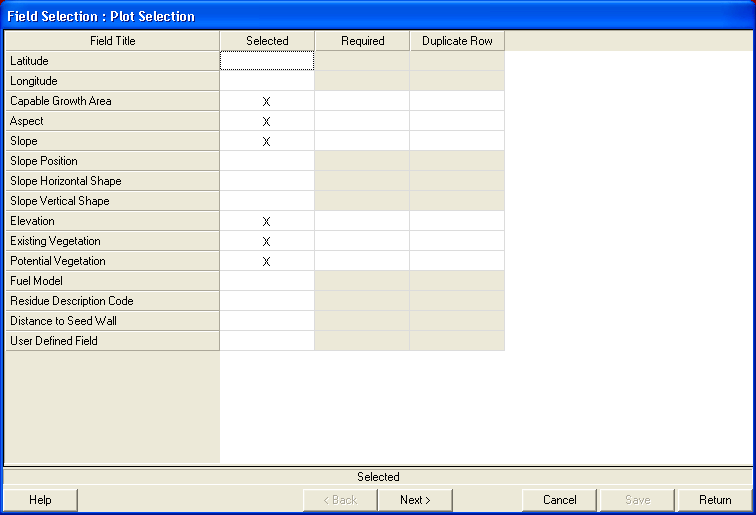 Field Selection : Plot Selection
Field Title Selected Required Duplicate Row
Latitude
Longitude
Capable Growth Area X
Aspect X
Slope X
Slope Position
Slope Horizontal Shape
Slope Vertical Shape
Elevation X
Existing Vegetation X
Potential Vegetation X
Fuel Model
Residue Description Code
Distance to Seed Wall
User Defined Field
Selected
Help < Back Next > Cancel Save Return